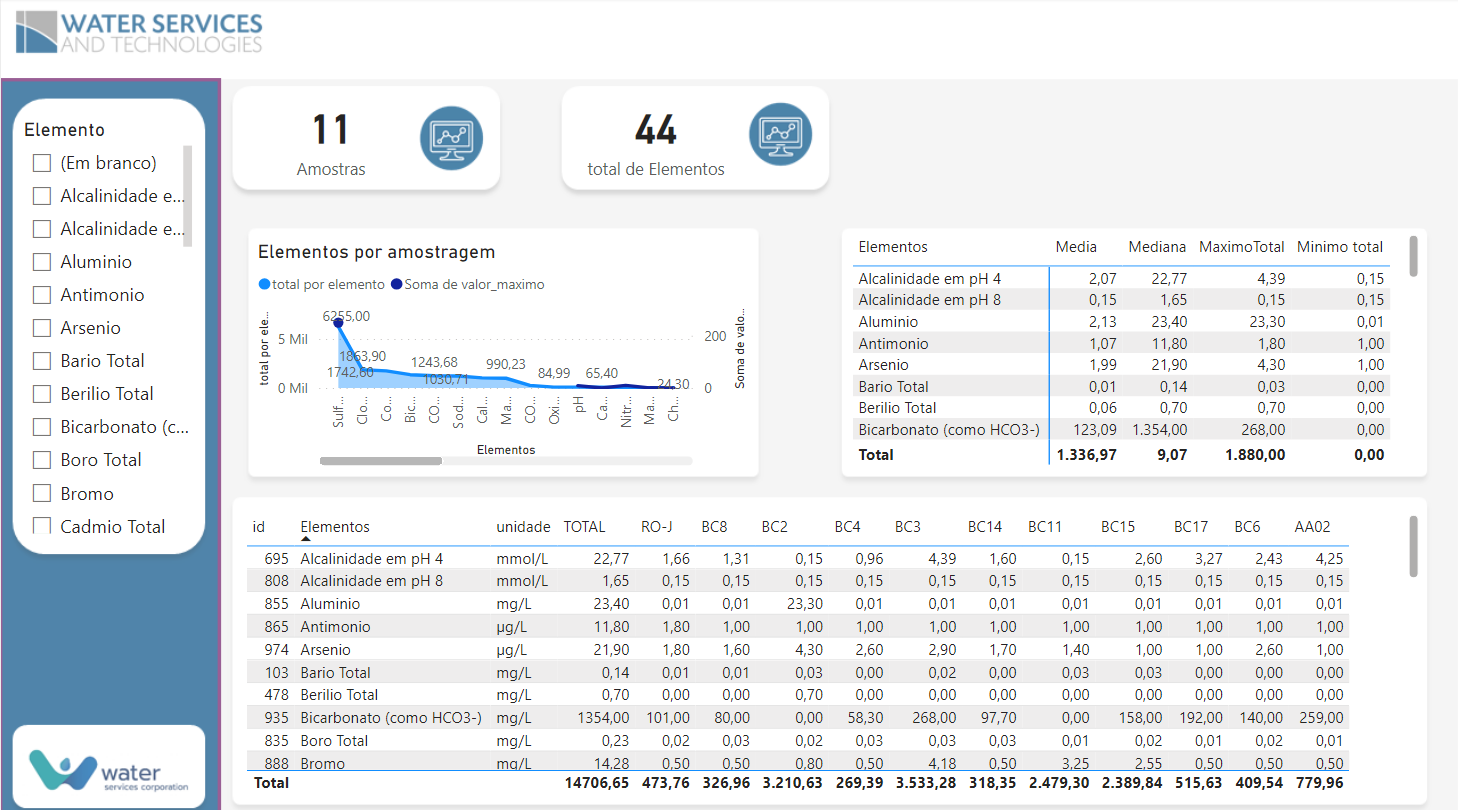 WATER SERVICES
AND TECHNOLOGIES
Elemento
(Em branco)
Alcalinidade e...
Alcalinidade e...
Aluminio
Antimonio
Arsenio
Bario Total
Berilio Total
Bicarbonato (c...
Boro Total
Bromo
Cadmio Total
water
services corporation
11
Amostras
44
total de Elementos
Elementos por amostragem
total por elemento Soma de valor_maximo
total por ele...
Soma de valo...
5 Mil
0 Mil
200
0
6255,00
1863,90
1742,60
1243,68
1030,71
990,23
84,99
65,40
24,30
Sulf... Clo... Co... Bic... CO... Sod... Cal... Ma... CO... Oxi... pH Ca... Nitr... Ma... Ch...
Elementos
Elementos Media Mediana MaximoTotal Minimo total
Alcalinidade em pH 4 2,07 22,77 4,39 0,15
Alcalinidade em pH 8 0,15 1,65 0,15 0,15
Aluminio 2,13 23,40 23,30 0,01
Antimonio 1,07 11,80 1,80 1,00
Arsenio 1,99 21,90 4,30 1,00
Bario Total 0,01 0,14 0,03 0,00
Berilio Total 0,06 0,70 0,70 0,00
Bicarbonato (como HCO3-) 123,09 1.354,00 268,00 0,00
Total 1.336,97 9,07 1.880,00 0,00
id Elementos unidade TOTAL RO-J BC8 BC2 BC4 BC3 BC14 BC11 BC15 BC17 BC6 AA02
695 Alcalinidade em pH 4 mmol/L 22,77 1,66 1,31 0,15 0,96 4,39 1,60 0,15 2,60 3,27 2,43 4,25
808 Alcalinidade em pH 8 mmol/L 1,65 0,15 0,15 0,15 0,15 0,15 0,15 0,15 0,15 0,15 0,15 0,15
855 Aluminio mg/L 23,40 0,01 0,01 23,30 0,01 0,01 0,01 0,01 0,01 0,01 0,01 0,01
865 Antimonio µg/L 11,80 1,80 1,00 1,00 1,00 1,00 1,00 1,00 1,00 1,00 1,00 1,00
974 Arsenio µg/L 21,90 1,80 1,60 4,30 2,60 2,90 1,70 1,40 1,00 1,00 2,60 1,00
103 Bario Total mg/L 0,14 0,01 0,01 0,03 0,00 0,02 0,00 0,03 0,03 0,00 0,00 0,00
478 Berilio Total mg/L 0,70 0,00 0,00 0,70 0,00 0,00 0,00 0,00 0,00 0,00 0,00 0,00
935 Bicarbonato (como HCO3-) mg/L 1354,00 101,00 80,00 0,00 58,30 268,00 97,70 0,00 158,00 192,00 140,00 259,00
835 Boro Total mg/L 0,23 0,02 0,03 0,02 0,03 0,03 0,03 0,01 0,02 0,01 0,02 0,01
888 Bromo mg/L 14,28 0,50 0,50 0,80 0,50 4,18 0,50 3,25 2,55 0,50 0,50 0,50
Total 14706,65 473,76 326,96 3.210,63 269,39 3.533,28 318,35 2.479,30 2.389,84 515,63 409,54 779,96